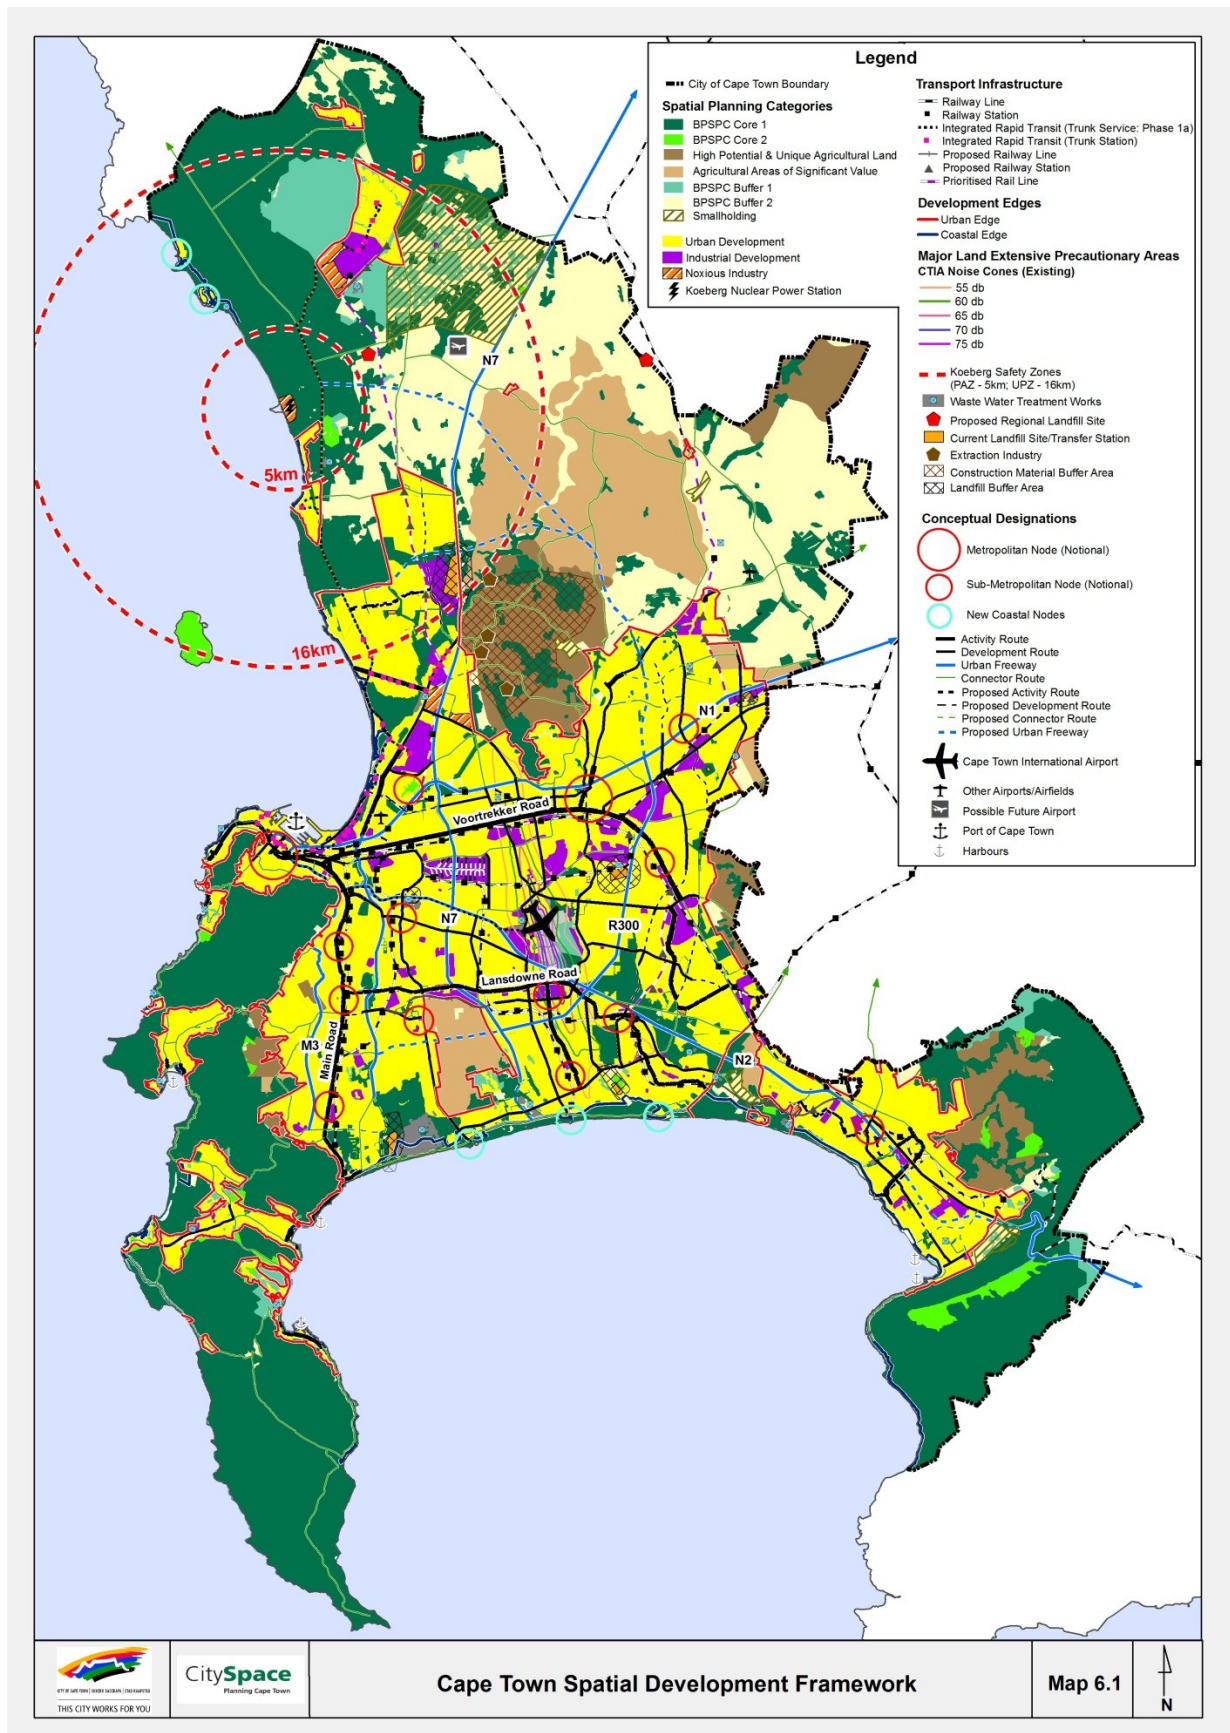 Legend
City of Cape Town Boundary
Spatial Planning Categories
BPSPC Core 1
BPSPC Core 2
High Potential & Unique Agricultural Land
Agricultural Areas of Significant Value
BPSPC Buffer 1
BPSPC Buffer 2
Smallholding
Urban Development
Industrial Development
Noxious Industry
Koeberg Nuclear Power Station
Transport Infrastructure
Railway Line
Railway Station
Integrated Rapid Transit (Trunk Service: Phase 1a)
Integrated Rapid Transit (Trunk Station)
Proposed Railway Line
Proposed Railway Station
Prioritised Rail Line
Development Edges
Urban Edge
Coastal Edge
Major Land Extensive Precautionary Areas
CTIA Noise Cones (Existing)
55 db
60 db
65 db
70 db
75 db
Koeberg Safety Zones
(PAZ - 5km; UPZ - 16km)
Waste Water Treatment Works
Proposed Regional Landfill Site
Current Landfill Site/Transfer Station
Extraction Industry
Construction Material Buffer Area
Landfill Buffer Area
Conceptual Designations
Metropolitan Node (Notional)
Sub-Metropolitan Node (Notional)
New Coastal Nodes
Activity Route
Development Route
Urban Freeway
Connector Route
Proposed Activity Route
Proposed Development Route
Proposed Connector Route
Proposed Urban Freeway
Cape Town International Airport
Other Airports/Airfields
Possible Future Airport
Port of Cape Town
Harbours
N7
5km
16km
N1
Voortrekker Road
N7
R300
Lansdowne Road
M3
Main Road
N2
CITY OF CAPE TOWN | ISIXEKO SASEKAPA | STAD KAAPSTAD
THIS CITY WORKS FOR YOU
CitySpace
Planning Cape Town
Cape Town Spatial Development Framework
Map 6.1
N